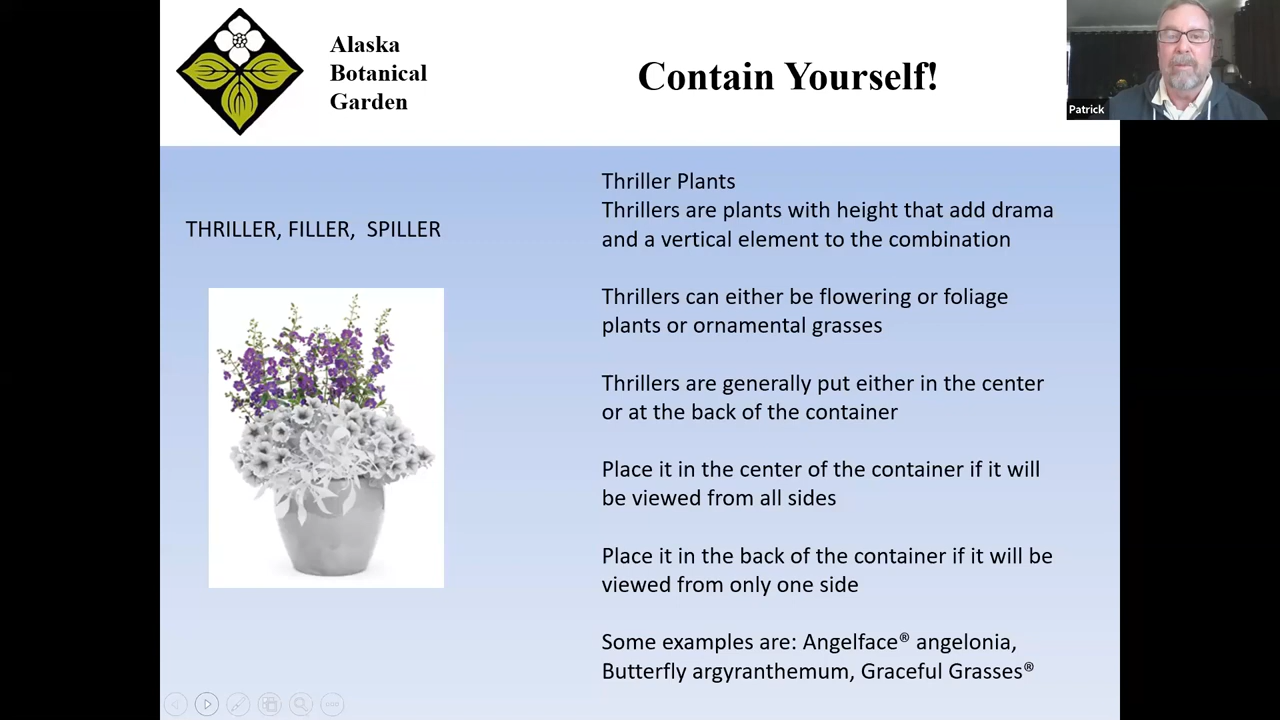 Alaska
Botanical
Garden
Contain Yourself!
Patrick
THRILLER, FILLER, SPILLER
Thriller Plants
Thrillers are plants with height that add drama
and a vertical element to the combination
Thrillers can either be flowering or foliage
plants or ornamental grasses
Thrillers are generally put either in the center
or at the back of the container
Place it in the center of the container if it will
be viewed from all sides
Place it in the back of the container if it will be
viewed from only one side
Some examples are: Angelface® angelonia,
Butterfly argyranthemum, Graceful Grasses®